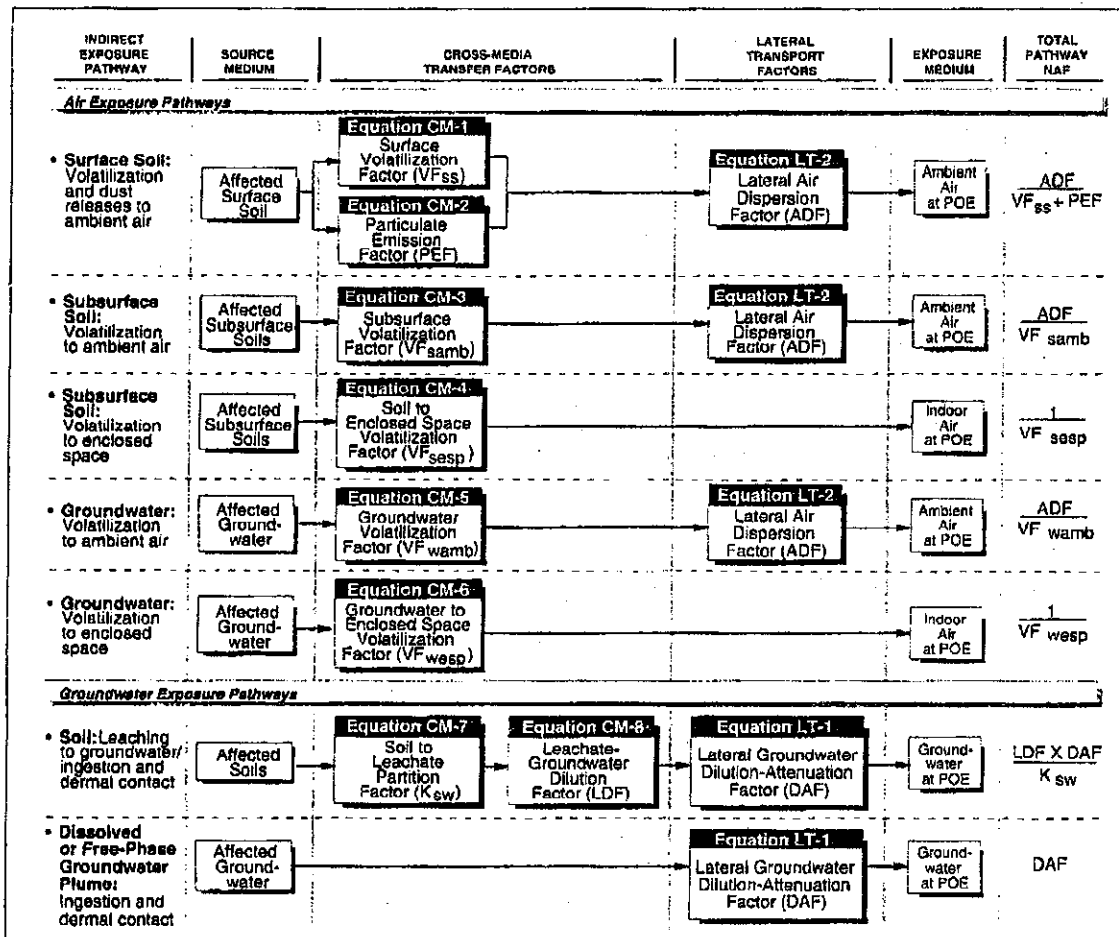 INDIRECT
EXPOSURE
PATHWAY
SOURCE
MEDIUM
CROSS-MEDIA
TRANSFER FACTORS
LATERAL
TRANSPORT
FACTORS
EXPOSURE
MEDIUM
TOTAL
PATHWAY
NAF
Air Exposure Pathways
• Surface Soil:
Volatilization
and dust
releases to
ambient air
Affected
Surface
Soil
Equation CM-1
Surface
Volatilization
Factor (VFss)
Equation CM-2
Particulate
Emission
Factor (PEF)
Equation LT-2
Lateral Air
Dispersion
Factor (ADF)
Ambient
Air
at POE
ADF
VFss + PEF
• Subsurface
Soil:
Volatilization
to ambient air
Affected
Subsurface
Soils
Equation CM-3
Subsurface
Volatilization
Factor (VFsamb)
Equation LT-2
Lateral Air
Dispersion
Factor (ADF)
Ambient
Air
at POE
ADF
VF samb
• Subsurface
Soil:
Volatilization
to enclosed
space
Affected
Subsurface
Soils
Equation CM-4
Soil to
Enclosed Space
Volatilization
Factor (VFsesp)
Indoor
Air
at POE
1
VF sesp
• Groundwater:
Volatilization
to ambient air
Affected
Ground-
water
Equation CM-5
Groundwater
Volatilization
Factor (VF wamb)
Equation LT-2
Lateral Air
Dispersion
Factor (ADF)
Ambient
Air
at POE
ADF
VF wamb
• Groundwater:
Volatilization
to enclosed
space
Affected
Ground-
water
Equation CM-6
Groundwater to
Enclosed Space
Volatilization
Factor (VFwesp)
Indoor
Air
at POE
1
VF wesp
Groundwater Exposure Pathways
• Soil: Leaching
to groundwater/
ingestion and
dermal contact
Affected
Soils
Equation CM-7
Soil to
Leachate
Partition
Factor (Ksw)
Equation CM-8
Leachate-
Groundwater
Dilution
Factor (LDF)
Equation LT-1
Lateral Groundwater
Dilution-Attenuation
Factor (DAF)
Ground-
water
at POE
LDF X DAF
K sw
• Dissolved
or Free-Phase
Groundwater
Plume:
Ingestion and
dermal contact
Affected
Ground-
water
Equation LT-1
Lateral Groundwater
Dilution-Attenuation
Factor (DAF)
Ground-
water
at POE
DAF